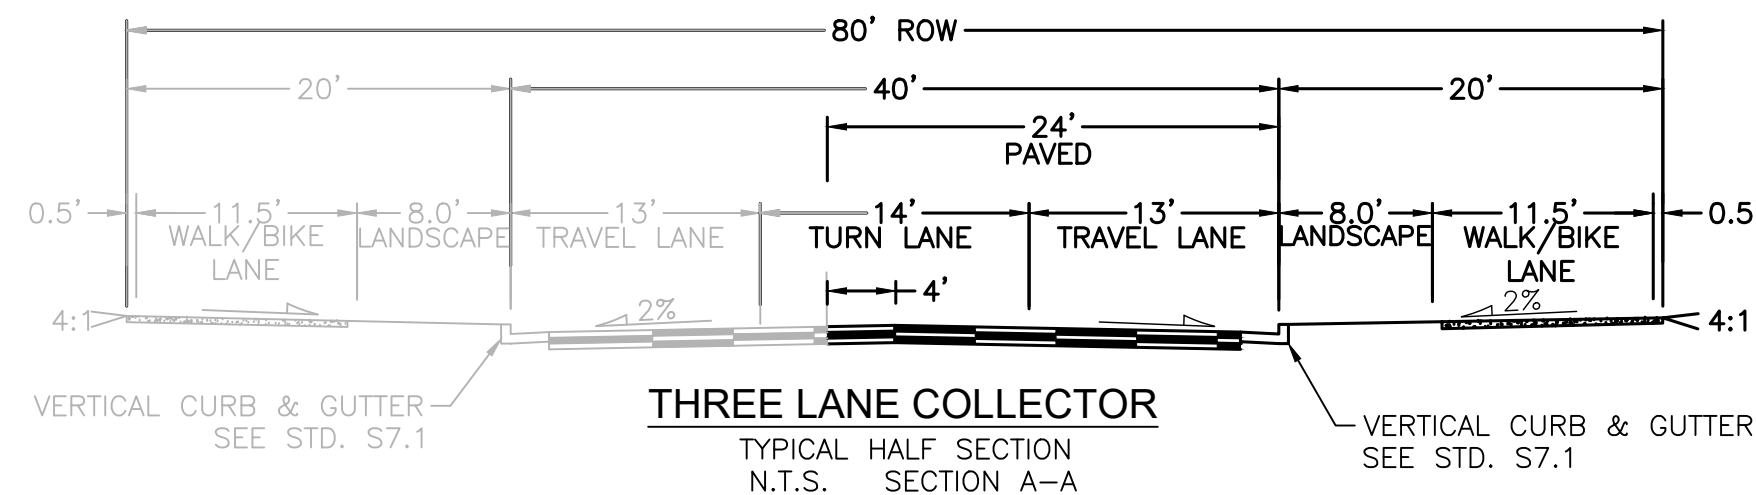 80' ROW
20' 40' 20'
24'
PAVED
0.5' 11.5' 8.0' 13' 14' 13' 8.0' 11.5' 0.5
WALK/BIKE LANDSCAPE TRAVEL LANE TURN LANE TRAVEL LANE LANDSCAPE WALK/BIKE
LANE LANE
4'
2% 2%
4:1 4:1
VERTICAL CURB & GUTTER
SEE STD. S7.1
THREE LANE COLLECTOR
TYPICAL HALF SECTION
N.T.S. SECTION A-A
VERTICAL CURB & GUTTER
SEE STD. S7.1